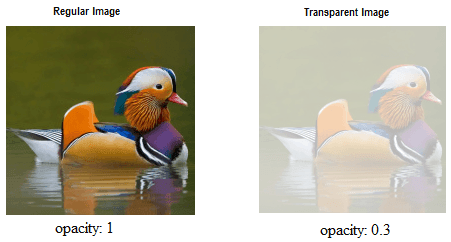 Regular Image
Transparent Image
opacity: 1
opacity: 0.3